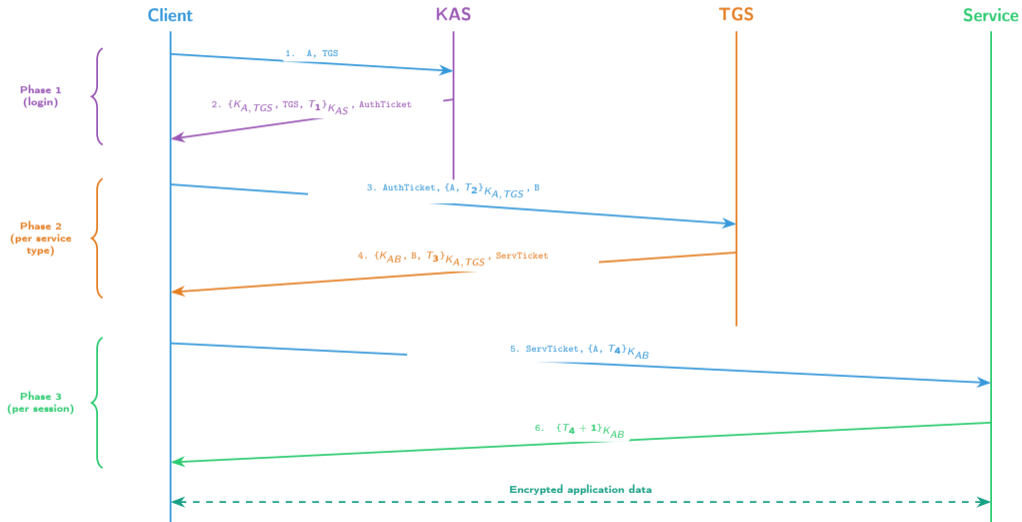 Client KAS TGS Service
1. A, TGS
Phase 1
(login)
2. {K_{A,TGS}, TGS, T_1}_{K_{AS}}, AuthTicket
3. AuthTicket, {A, T_2}_{K_{A,TGS}}, B
Phase 2
(per service
type)
4. {K_{AB}, B, T_3}_{K_{A,TGS}}, ServTicket
5. ServTicket, {A, T_4}_{K_{AB}}
Phase 3
(per session)
6. {T_4 + 1}_{K_{AB}}
Encrypted application data